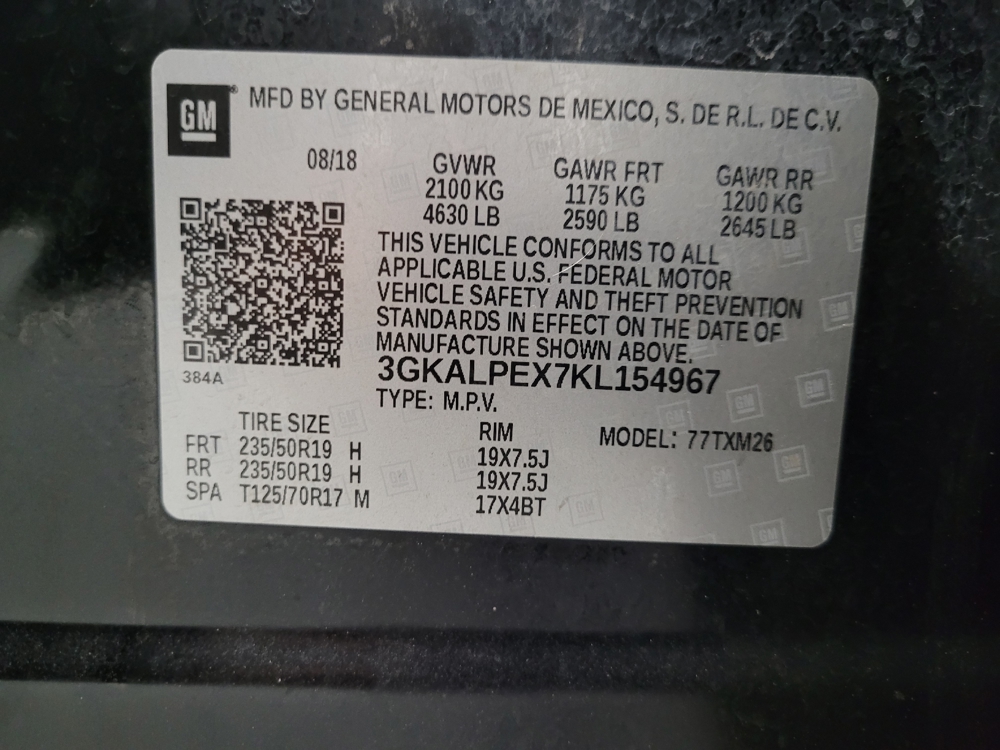 GM® MFD BY GENERAL MOTORS DE MEXICO, S. DE R.L. DE C.V.
08/18 GVWR GAWR FRT GAWR RR
2100 KG 1175 KG 1200 KG
4630 LB 2590 LB 2645 LB
THIS VEHICLE CONFORMS TO ALL
APPLICABLE U.S. FEDERAL MOTOR
VEHICLE SAFETY AND THEFT PREVENTION
STANDARDS IN EFFECT ON THE DATE OF
MANUFACTURE SHOWN ABOVE.
384A
3GKALPEX7KL154967
TYPE: M.P.V.
TIRE SIZE RIM MODEL: 77TXM26
FRT 235/50R19 H 19X7.5J
RR 235/50R19 H 19X7.5J
SPA T125/70R17 M 17X4BT